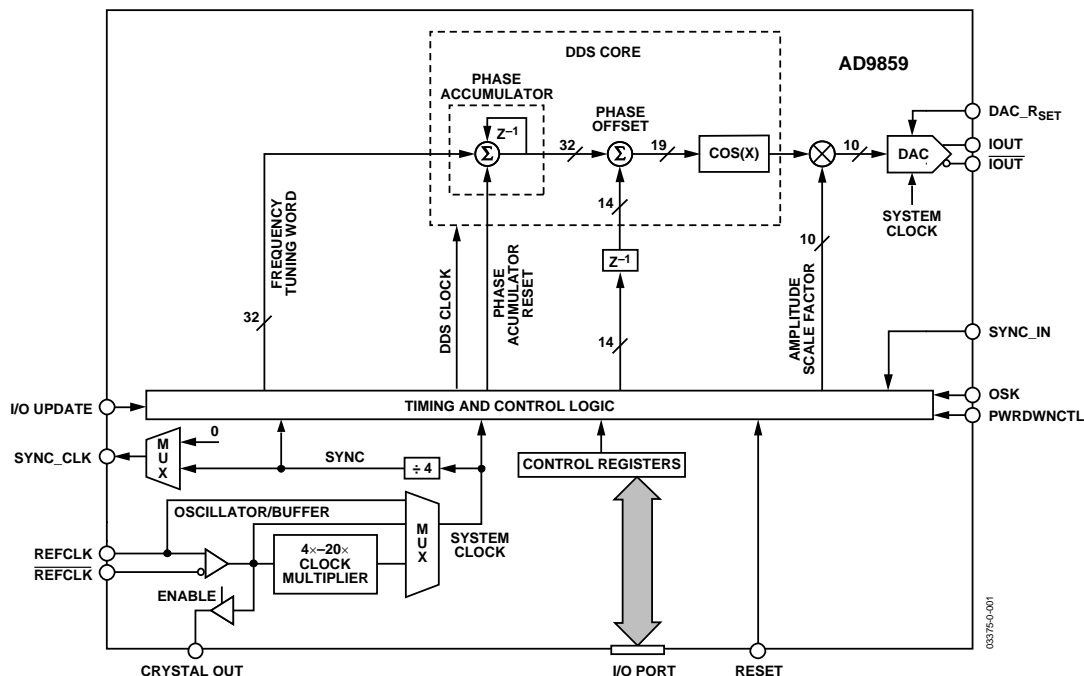 DDS CORE
AD9859
PHASE
ACCUMULATOR
Z–1
Σ
32
PHASE
OFFSET
Σ
19
COS(X)
10
DAC
DAC_RSET
IOUT
IOUT
SYSTEM
CLOCK
14
Z–1
14
10
FREQUENCY
TUNING WORD
32
DDS CLOCK
PHASE
ACUMULATOR
RESET
AMPLITUDE
SCALE FACTOR
SYNC_IN
I/O UPDATE
TIMING AND CONTROL LOGIC
OSK
PWRDWNCTL
SYNC_CLK
MUX
0
SYNC
÷ 4
CONTROL REGISTERS
OSCILLATOR/BUFFER
MUX
SYSTEM
CLOCK
REFCLK
REFCLK
4×–20×
CLOCK
MULTIPLIER
ENABLE
CRYSTAL OUT
I/O PORT
RESET
03375-0-001